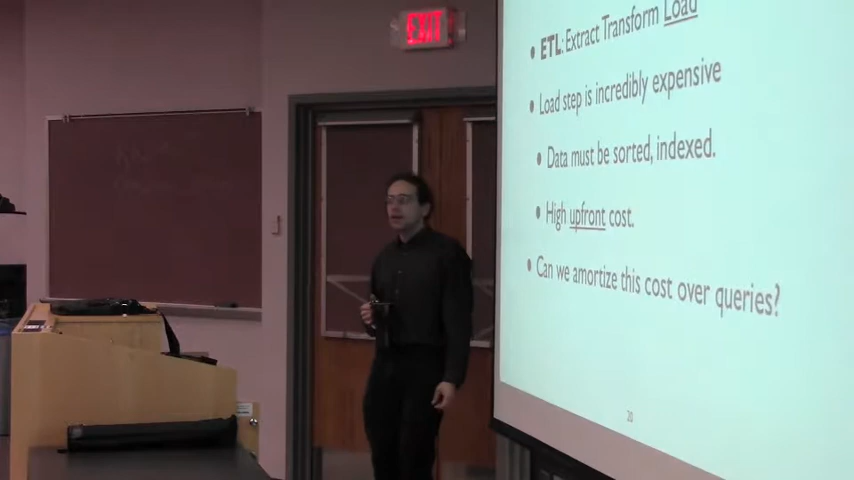 EXIT
• ETL: Extract Transform Load
• Load step is incredibly expensive
• Data must be sorted, indexed.
• High upfront cost.
• Can we amortize this cost over queries?
20